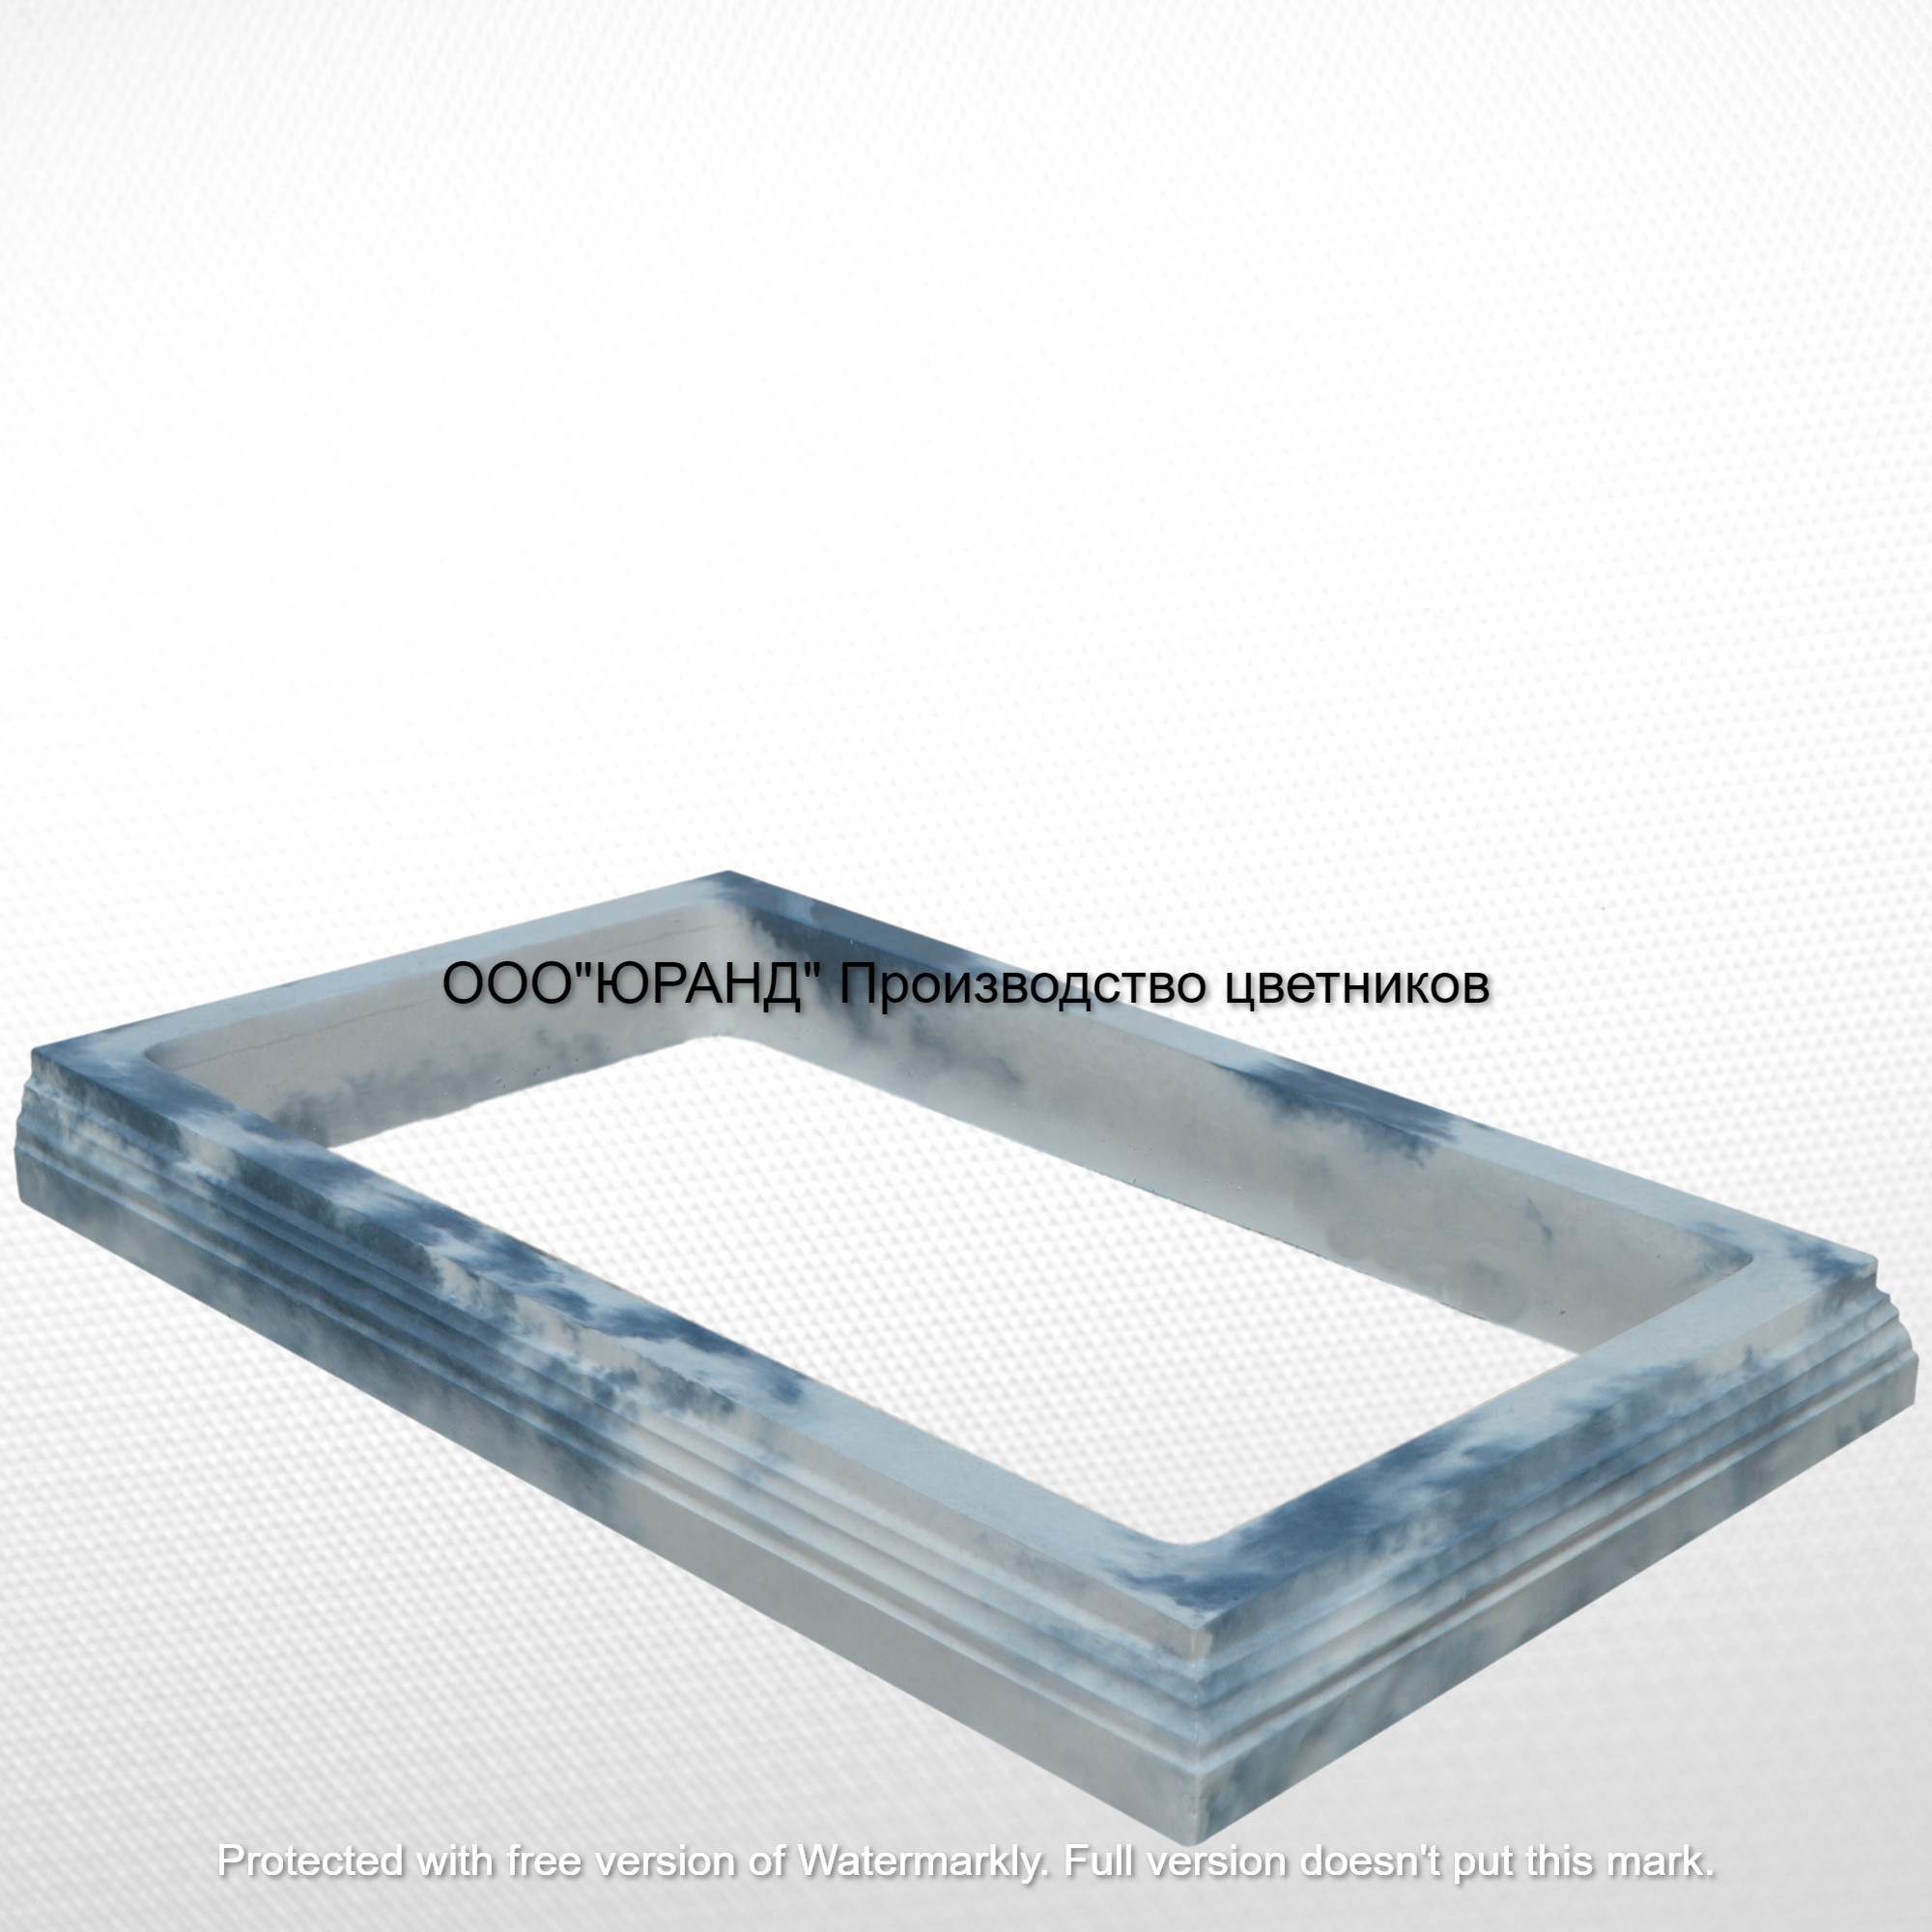 ООО"ЮРАНД" Производство цветников
Protected with free version of Watermarkly. Full version doesn't put this mark.